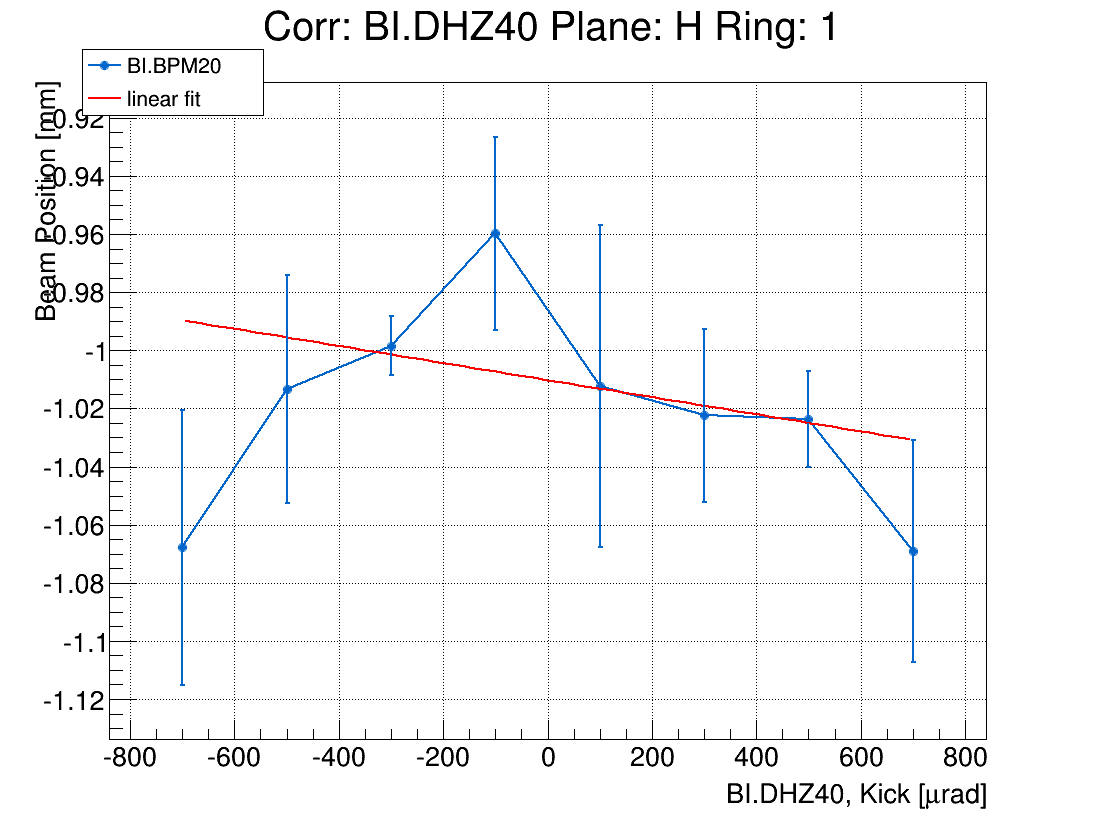 Corr: BI.DHZ40 Plane: H Ring: 1
BI.BPM20
linear fit
Beam Position [mm]
-0.92
-0.94
-0.96
-0.98
-1
-1.02
-1.04
-1.06
-1.08
-1.1
-1.12
-800 -600 -400 -200 0 200 400 600 800
BI.DHZ40, Kick [μrad]